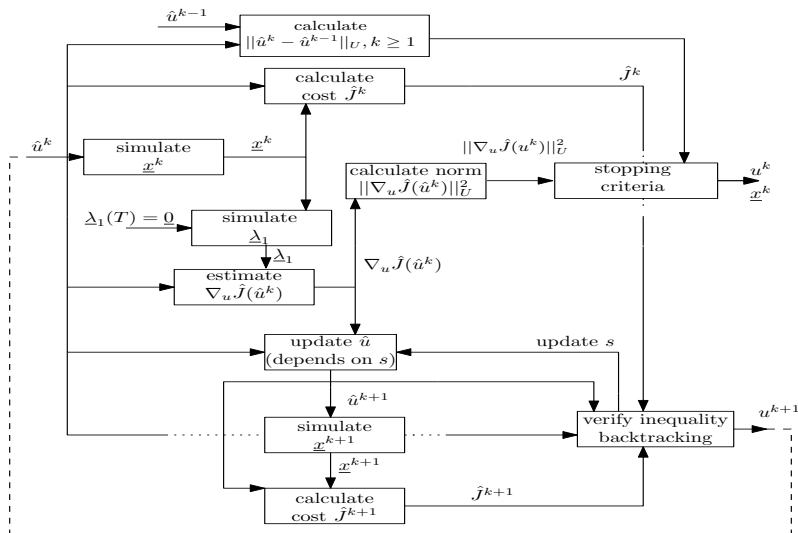 û^{k-1}
calculate
||û^k − û^{k-1}||_U, k ≥ 1
calculate
cost Ĵ^k
Ĵ^k
û^k
simulate
x^k
x^k
||∇_u Ĵ(u^k)||²_U
calculate norm
||∇_u Ĵ(û^k)||²_U
stopping
criteria
u^k
x^k
λ_1(T) = 0
simulate
λ_1
λ_1
estimate
∇_u Ĵ(û^k)
∇_u Ĵ(û^k)
update û
(depends on s)
update s
û^{k+1}
simulate
x^{k+1}
verify inequality
backtracking
u^{k+1}
x^{k+1}
calculate
cost Ĵ^{k+1}
Ĵ^{k+1}